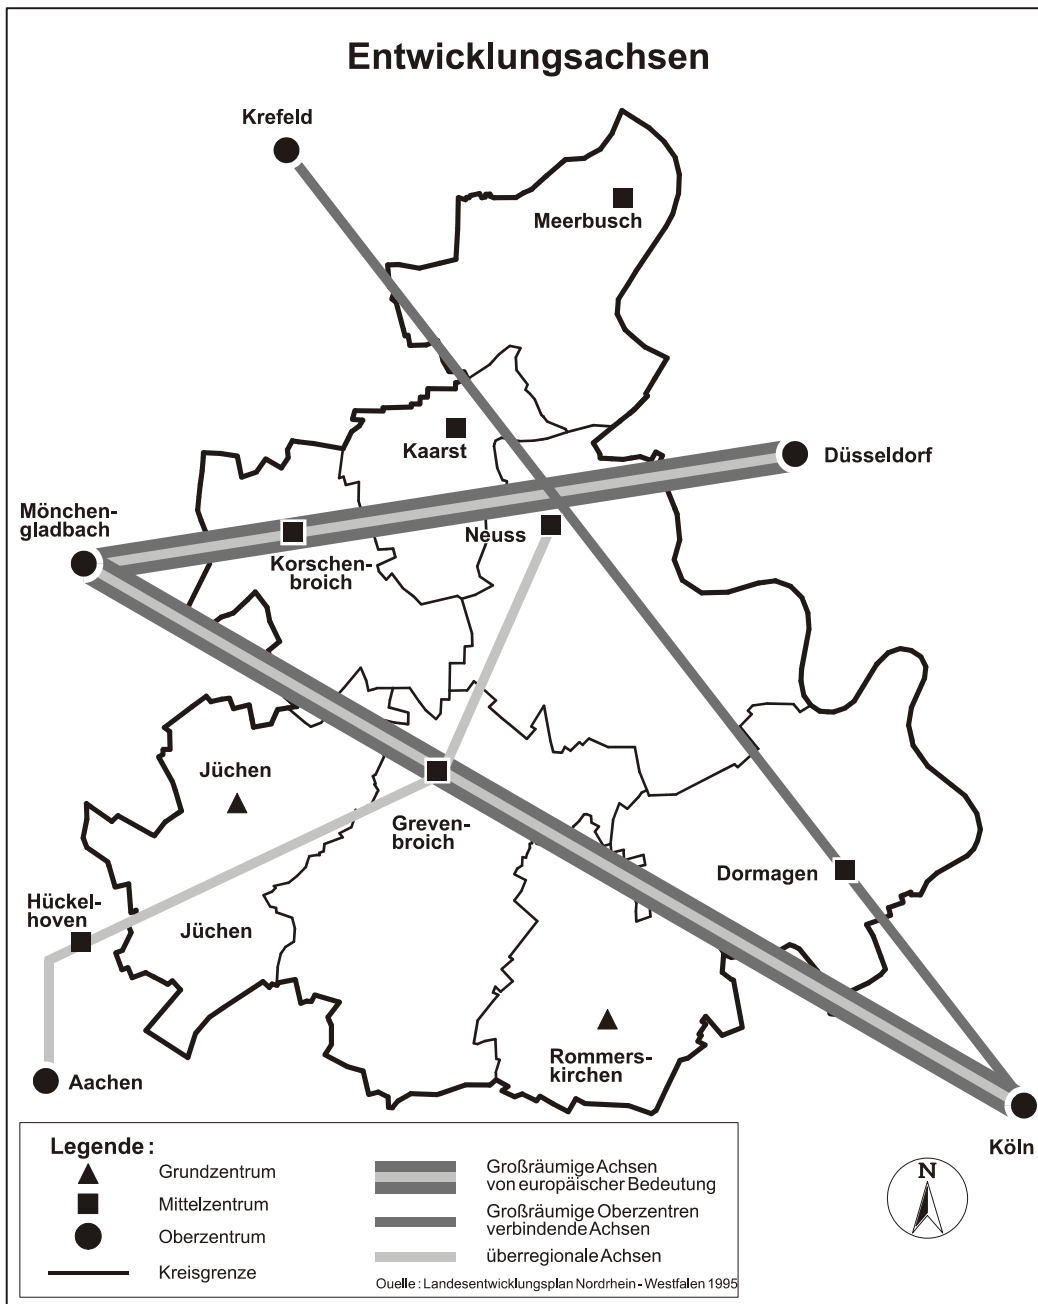 Entwicklungsachsen
Krefeld
Meerbusch
Kaarst
Düsseldorf
Mönchen-
gladbach
Neuss
Korschen-
broich
Jüchen
Greven-
broich
Dormagen
Hückel-
hoven
Jüchen
Rommers-
kirchen
Aachen
Köln
Legende :
Grundzentrum
Mittelzentrum
Oberzentrum
Kreisgrenze
Großräumige Achsen
von europäischer Bedeutung
Großräumige Oberzentren
verbindende Achsen
überregionale Achsen
Quelle : Landesentwicklungsplan Nordrhein - Westfalen 1995
N